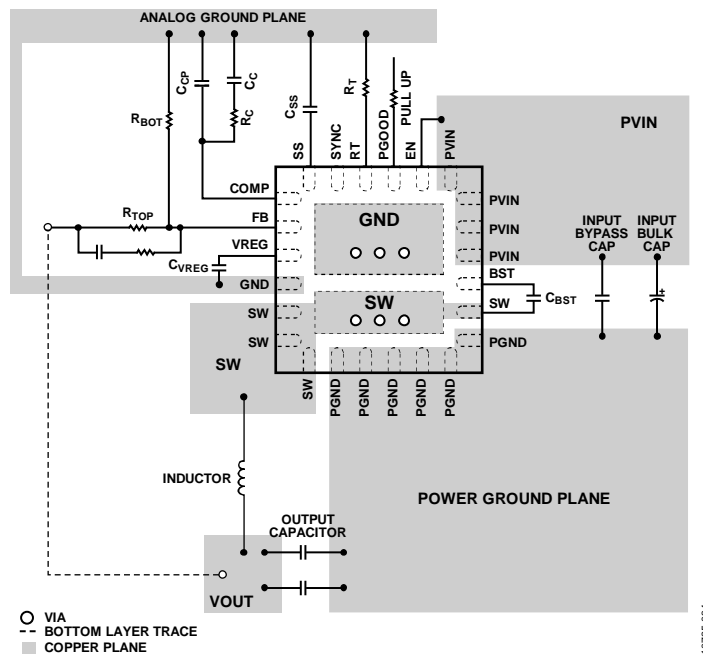 ANALOG GROUND PLANE
CCP
CC
RC
RBOT
CSS
RT
PULL UP
SS
SYNC
RT
PGOOD
EN
PVIN
PVIN
COMP
FB
VREG
GND
SW
SW
RTOP
CVREG
GND
SW
PVIN
PVIN
PVIN
BST
SW
PGND
CBST
INPUT
BYPASS
CAP
INPUT
BULK
CAP
+
SW
SW
PGND
PGND
PGND
PGND
PGND
INDUCTOR
OUTPUT
CAPACITOR
POWER GROUND PLANE
VOUT
VIA
BOTTOM LAYER TRACE
COPPER PLANE